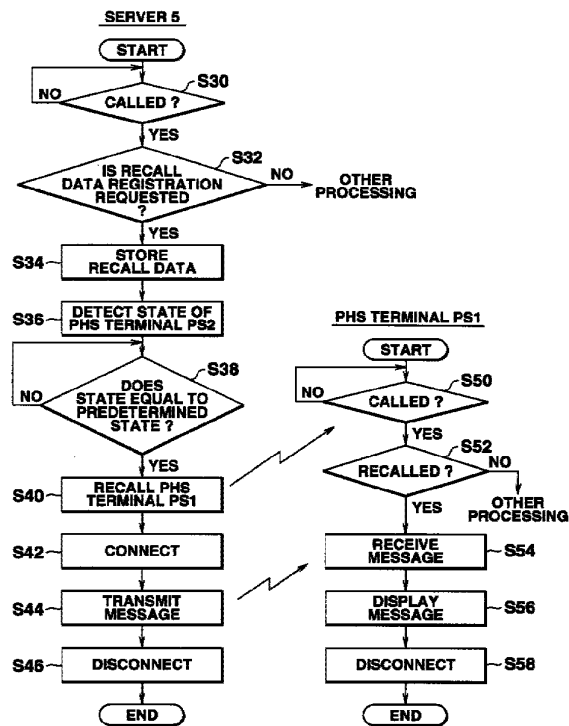 SERVER 5
START
S30
NO
CALLED ?
YES
S32
IS RECALL
DATA REGISTRATION
REQUESTED
?
NO
OTHER
PROCESSING
YES
S34
STORE
RECALL DATA
S36
DETECT STATE OF
PHS TERMINAL PS2
S38
NO
DOES
STATE EQUAL TO
PREDETERMINED
STATE ?
YES
S40
RECALL PHS
TERMINAL PS1
S42
CONNECT
S44
TRANSMIT
MESSAGE
S46
DISCONNECT
END
PHS TERMINAL PS1
START
S50
NO
CALLED ?
YES
S52
RECALLED ?
NO
OTHER
PROCESSING
YES
RECEIVE
MESSAGE
S54
DISPLAY
MESSAGE
S56
DISCONNECT
S58
END